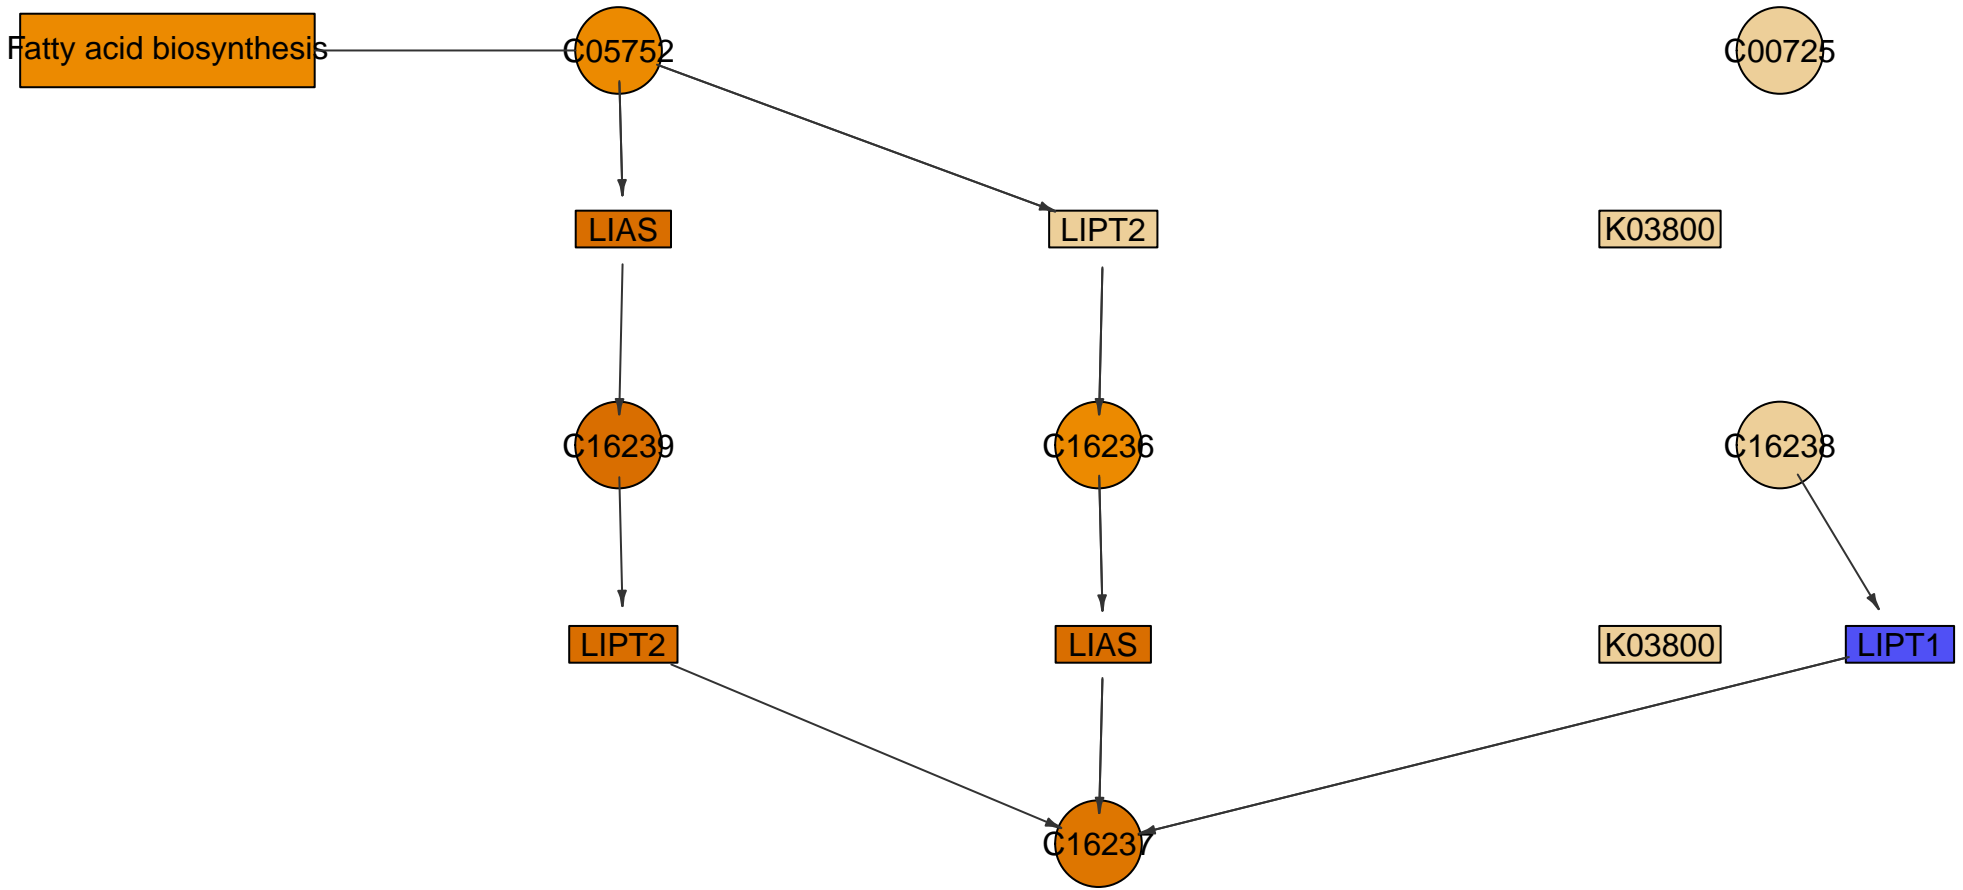 Fatty acid biosynthesis
C05752
C00725
LIAS
LIPT2
K03800
C16239
C16236
C16238
LIPT2
LIAS
K03800
LIPT1
C16237